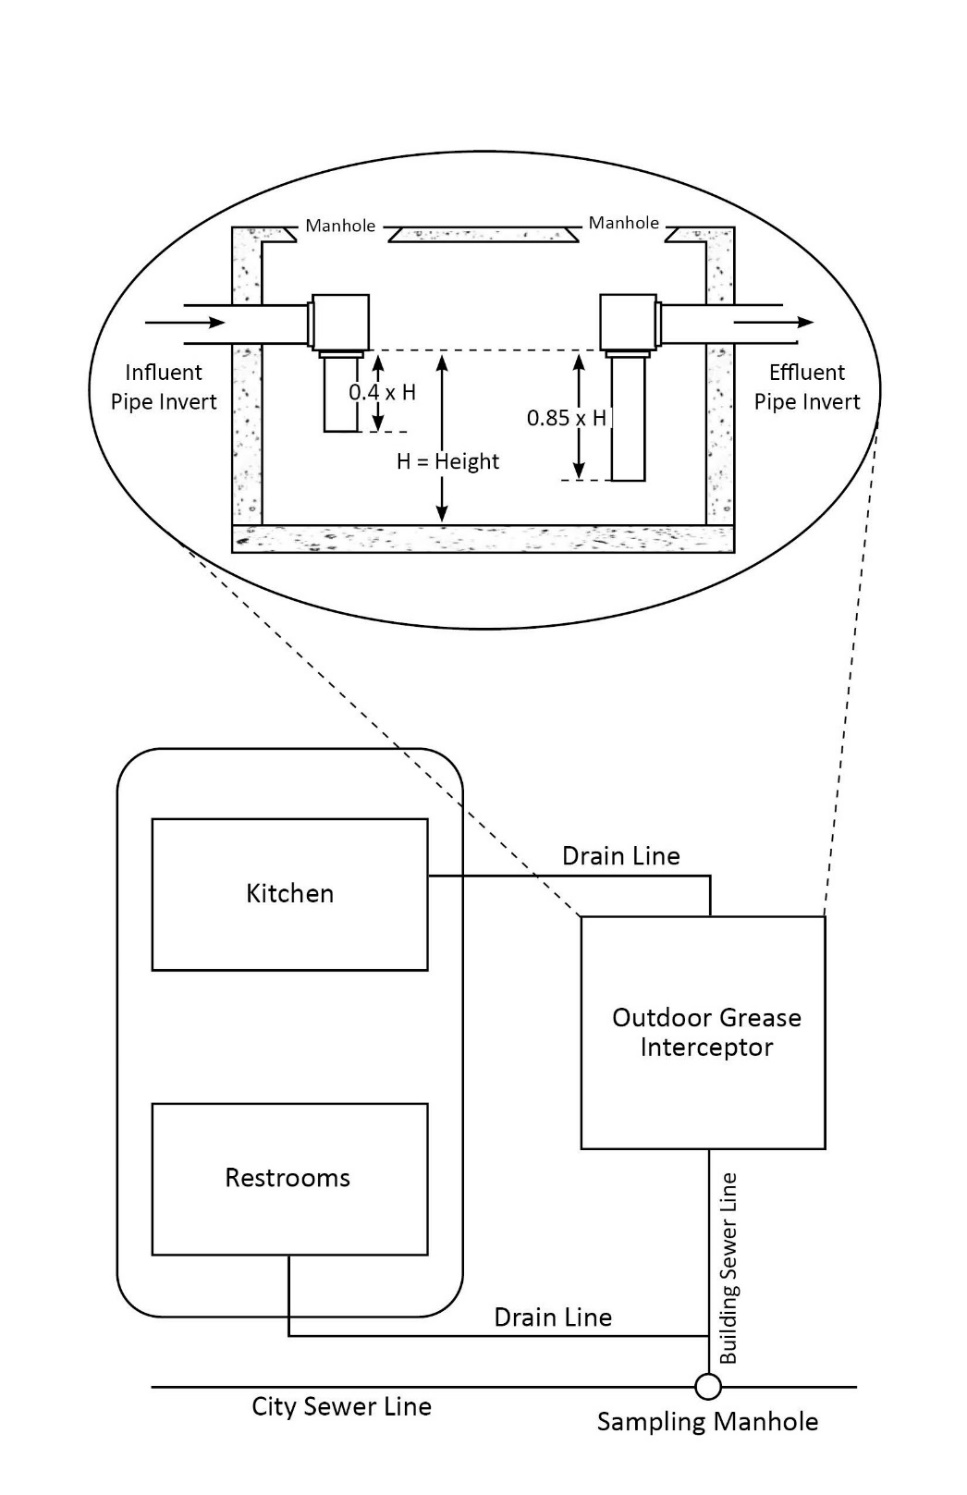 Manhole
Manhole
Influent
Pipe Invert
Effluent
Pipe Invert
0.4 x H
0.85 x H
H = Height
Drain Line
Kitchen
Outdoor Grease
Interceptor
Restrooms
Building Sewer Line
Drain Line
City Sewer Line
Sampling Manhole